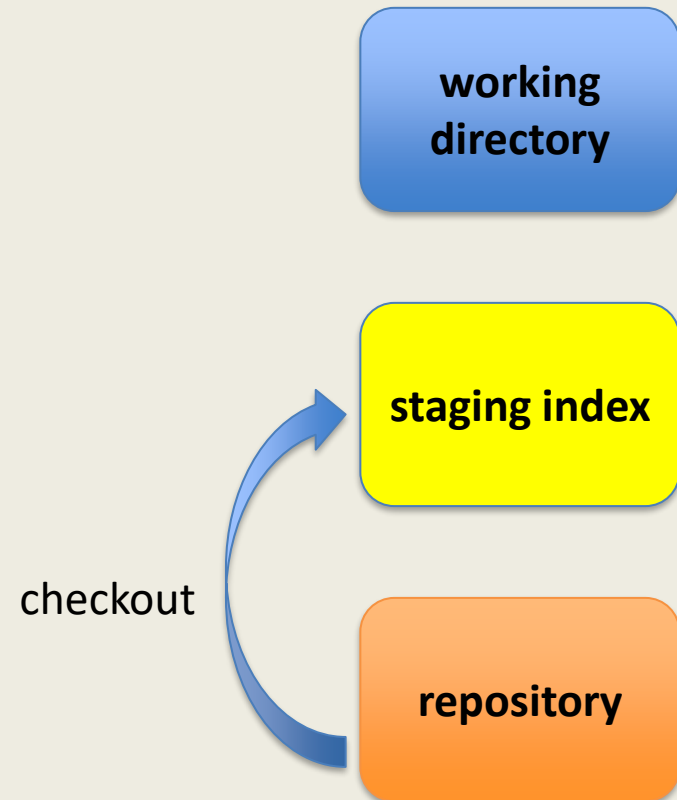 working
directory
staging index
checkout
repository